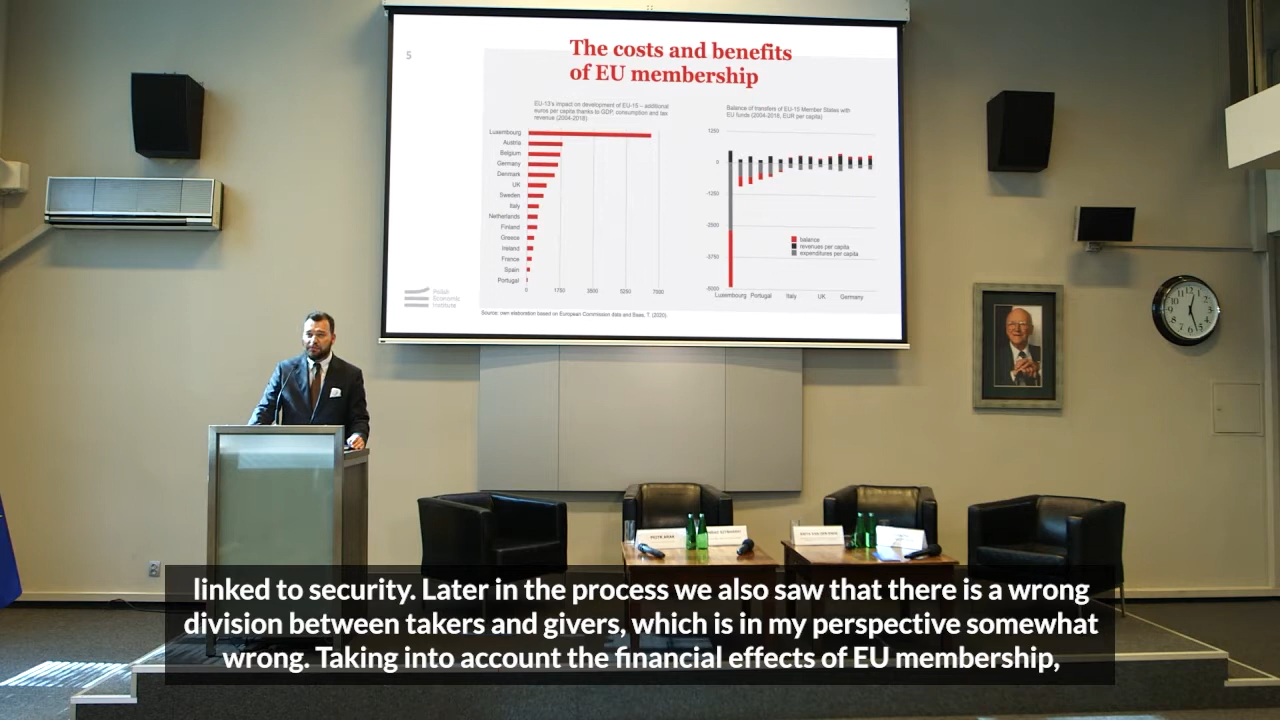 5
The costs and benefits
of EU membership
EU-13's impact on development of EU-15 – additional
euros per capita thanks to GDP, consumption and tax
revenue (2004-2018)
Luxembourg
Austria
Belgium
Germany
Denmark
UK
Sweden
Italy
Netherlands
Finland
Greece
Ireland
France
Spain
Portugal
0 1750 3500 5250 7000
Balance of transfers of EU-15 Member States with
EU funds (2004-2018, EUR per capita)
1250
0
-1250
-2500
-3750
-5000
balance
revenues per capita
expenditures per capita
Luxembourg Portugal Italy UK Germany
Polish
Economic
Institute
Source: own elaboration based on European Commission data and
linked to security. Later in the process we also saw that there is a wrong
division between takers and givers, which is in my perspective somewhat
wrong. Taking into account the financial effects of EU membership,